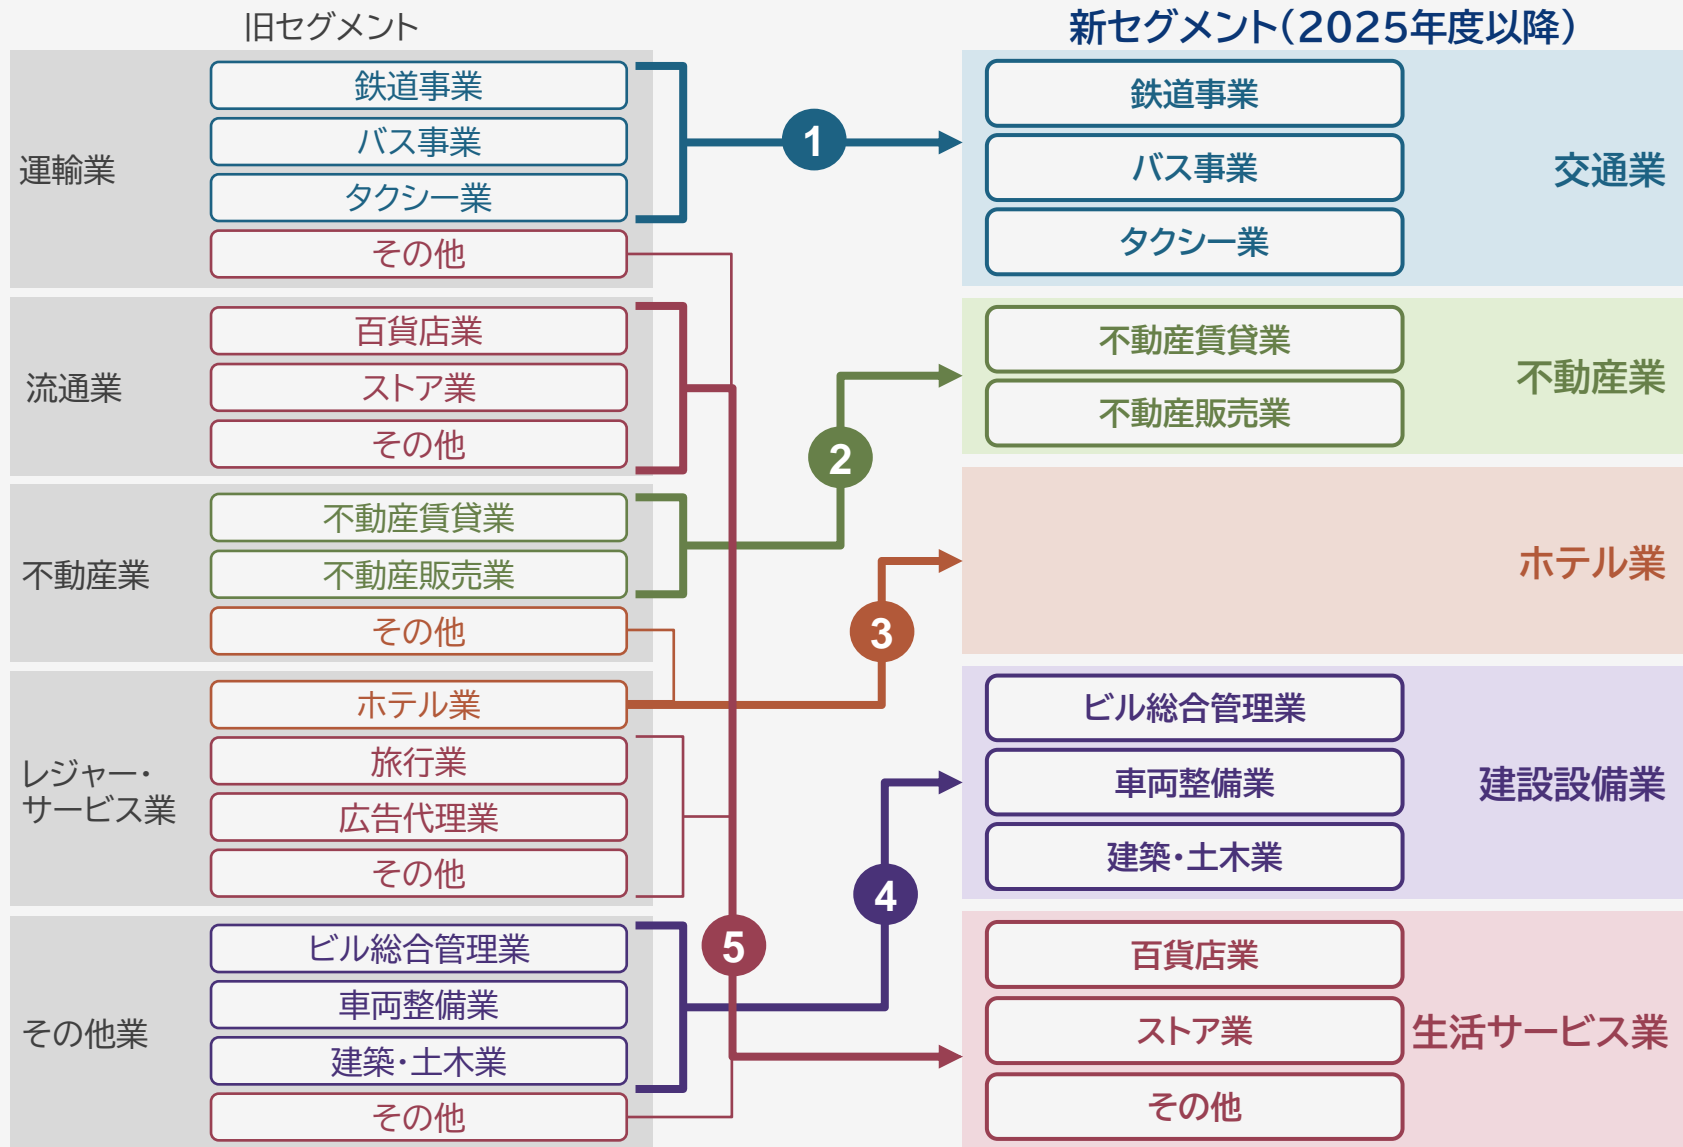 旧セグメント
運輸業
鉄道事業
バス事業
タクシー業
その他
流通業
百貨店業
ストア業
その他
不動産業
不動産賃貸業
不動産販売業
その他
レジャー・
サービス業
ホテル業
旅行業
広告代理業
その他
その他業
ビル総合管理業
車両整備業
建築・土木業
その他
1
2
3
4
5
新セグメント(2025年度以降)
鉄道事業
バス事業
タクシー業
交通業
不動産賃貸業
不動産販売業
不動産業
ホテル業
ビル総合管理業
車両整備業
建築・土木業
建設設備業
百貨店業
ストア業
その他
生活サービス業